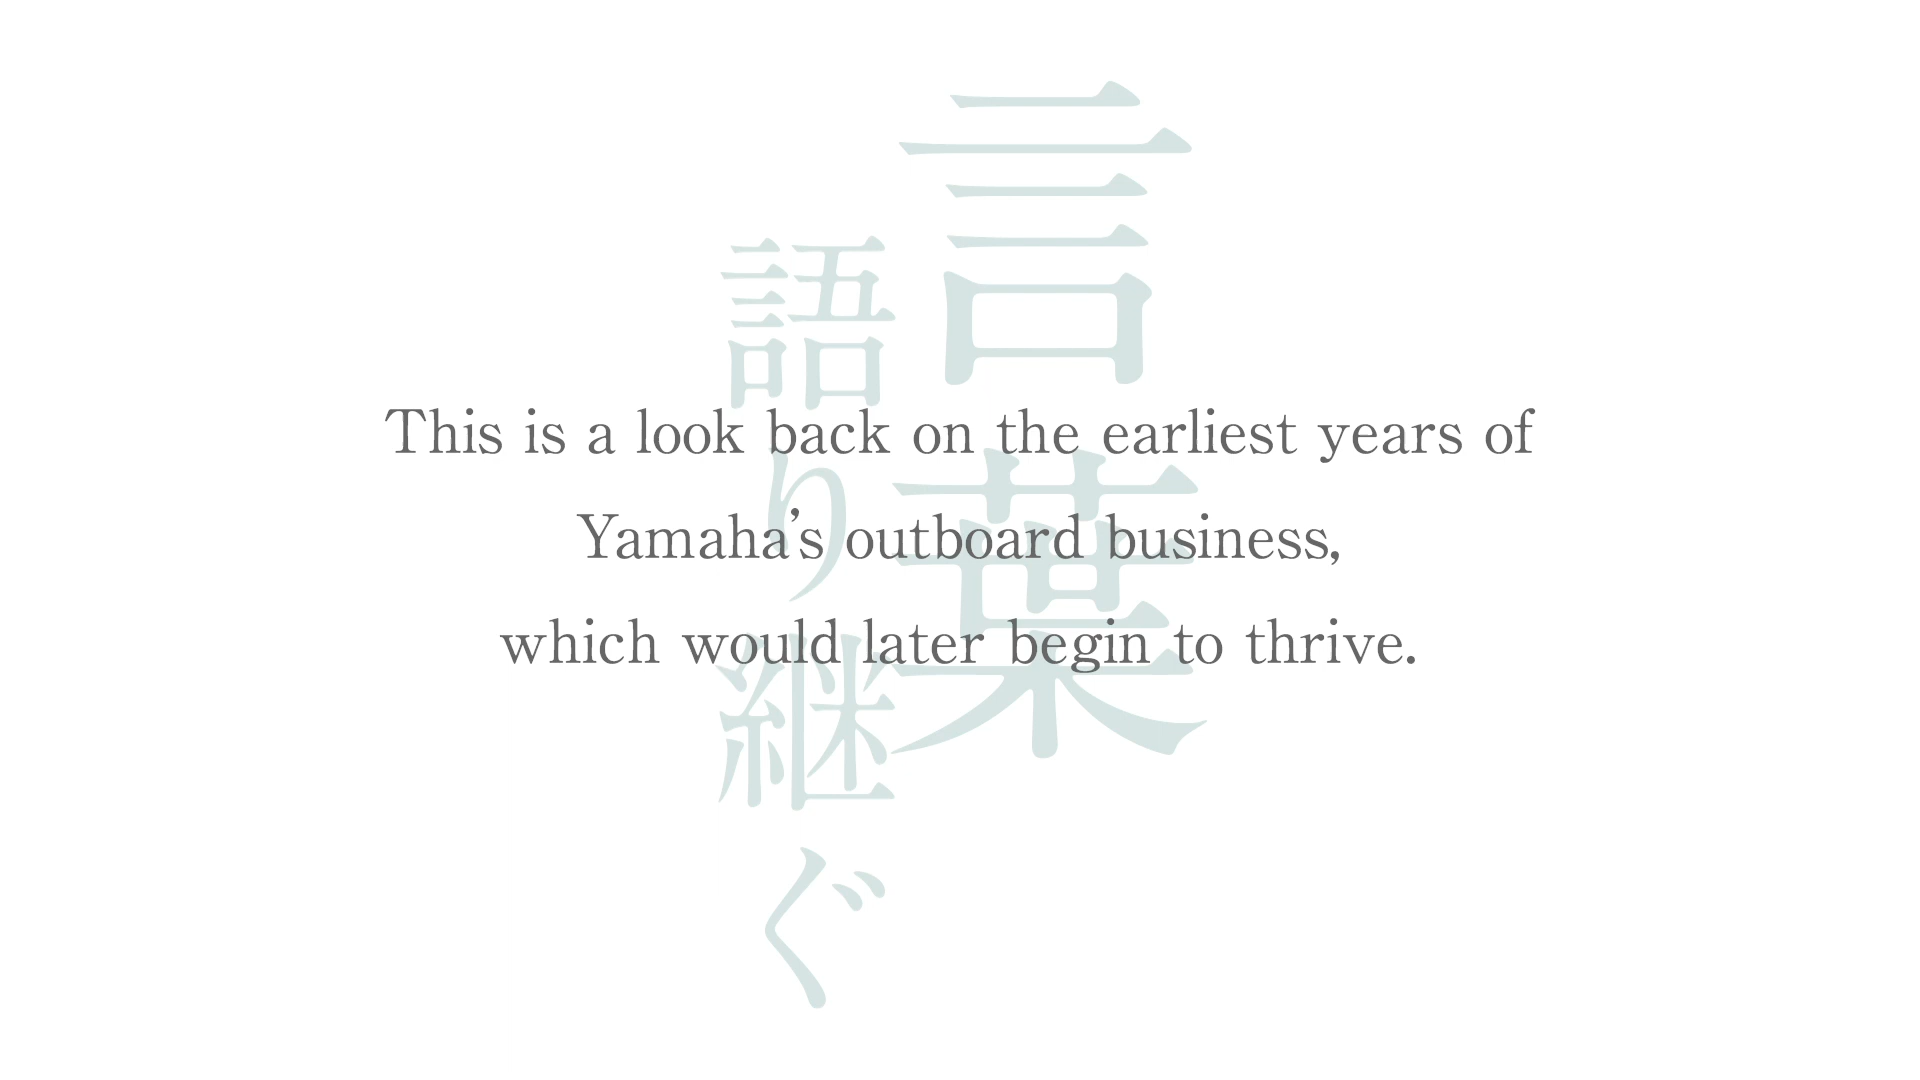 言葉
語り継ぐ
This is a look back on the earliest years of
Yamaha’s outboard business,
which would later begin to thrive.